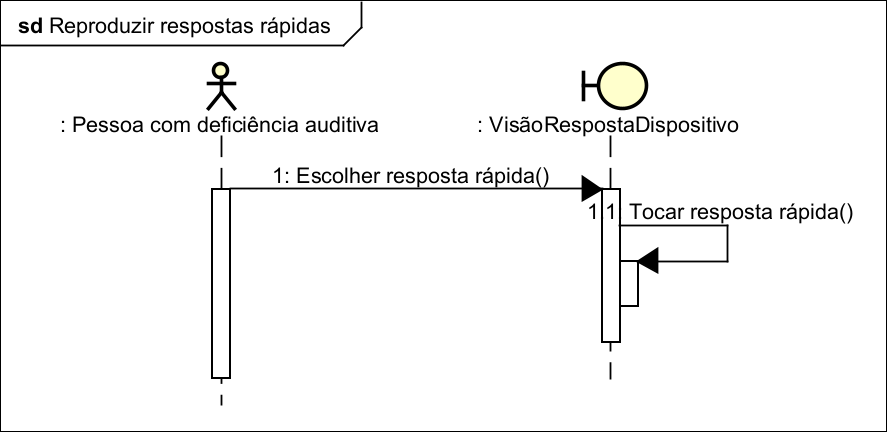 sd Reproduzir respostas rápidas
: Pessoa com deficiência auditiva
: VisãoRespostaDispositivo
1: Escolher resposta rápida()
1.1: Tocar resposta rápida()